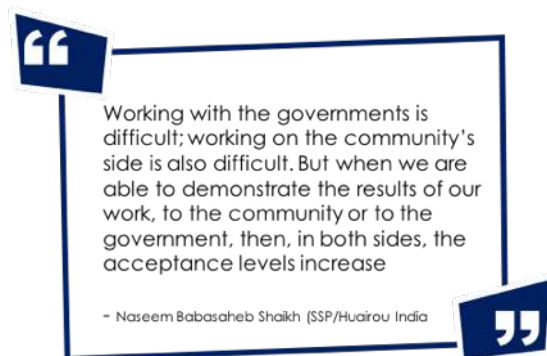 “
Working with the governments is
difficult; working on the community’s
side is also difficult. But when we are
able to demonstrate the results of our
work, to the community or to the
government, then, in both sides, the
acceptance levels increase
- Naseem Babasaheb Shaikh (SSP/Huairou India
”